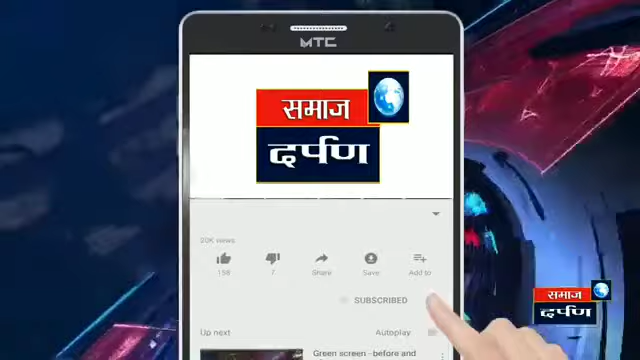 MTC
समाज
दर्पण
20K views
158
7
Share
Save
Add to
SUBSCRIBED
Up next
Autoplay
Green screen - before and
समाज
दर्पण